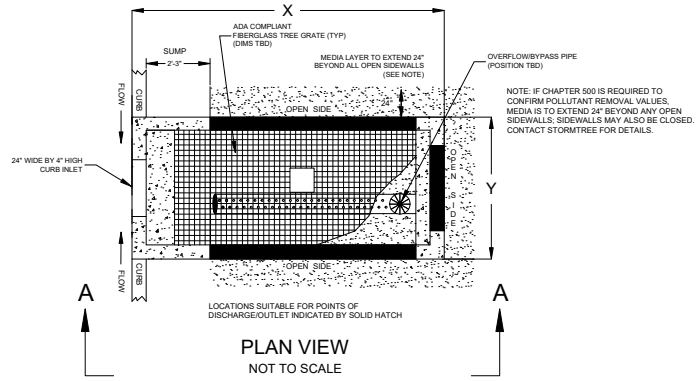 X
ADA COMPLIANT
FIBERGLASS TREE GRATE (TYP)
(DIMS TBD)
SUMP
2'-3"
MEDIA LAYER TO EXTEND 24"
BEYOND ALL OPEN SIDEWALLS
(SEE NOTE)
OVERFLOW/BYPASS PIPE
(POSITION TBD)
NOTE: IF CHAPTER 500 IS REQUIRED TO
CONFIRM POLLUTANT REMOVAL VALUES,
MEDIA IS TO EXTEND 24" BEYOND ANY OPEN
SIDEWALLS; SIDEWALLS MAY ALSO BE CLOSED.
CONTACT STORMTREE FOR DETAILS.
FLOW
CURB
OPEN SIDE
24"
24" WIDE BY 4" HIGH
CURB INLET
OPEN SIDE
Y
FLOW
CURB
OPEN SIDE
A
A
LOCATIONS SUITABLE FOR POINTS OF
DISCHARGE/OUTLET INDICATED BY SOLID HATCH
PLAN VIEW
NOT TO SCALE